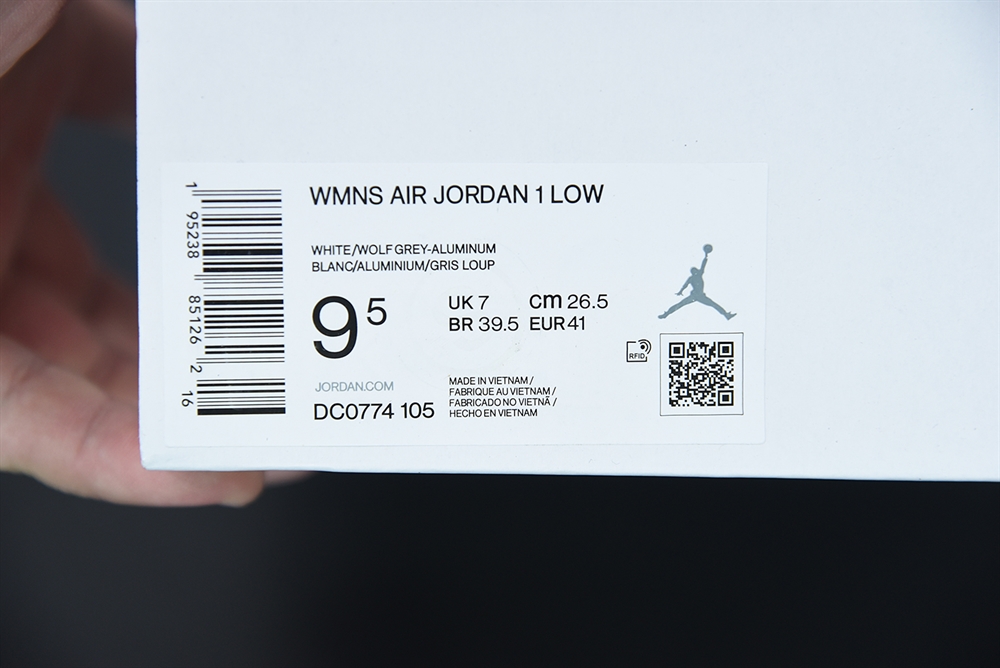 WMNS AIR JORDAN 1 LOW
WHITE/WOLF GREY-ALUMINUM
BLANC/ALUMINIUM/GRIS LOUP
9 5
UK 7 cm 26.5
BR 39.5 EUR 41
RFID
JORDAN.COM
DC0774 105
MADE IN VIETNAM /
FABRIQUE AU VIETNAM /
FABRICADO NO VIETNÃ /
HECHO EN VIETNAM
1 95238 85126 2 16